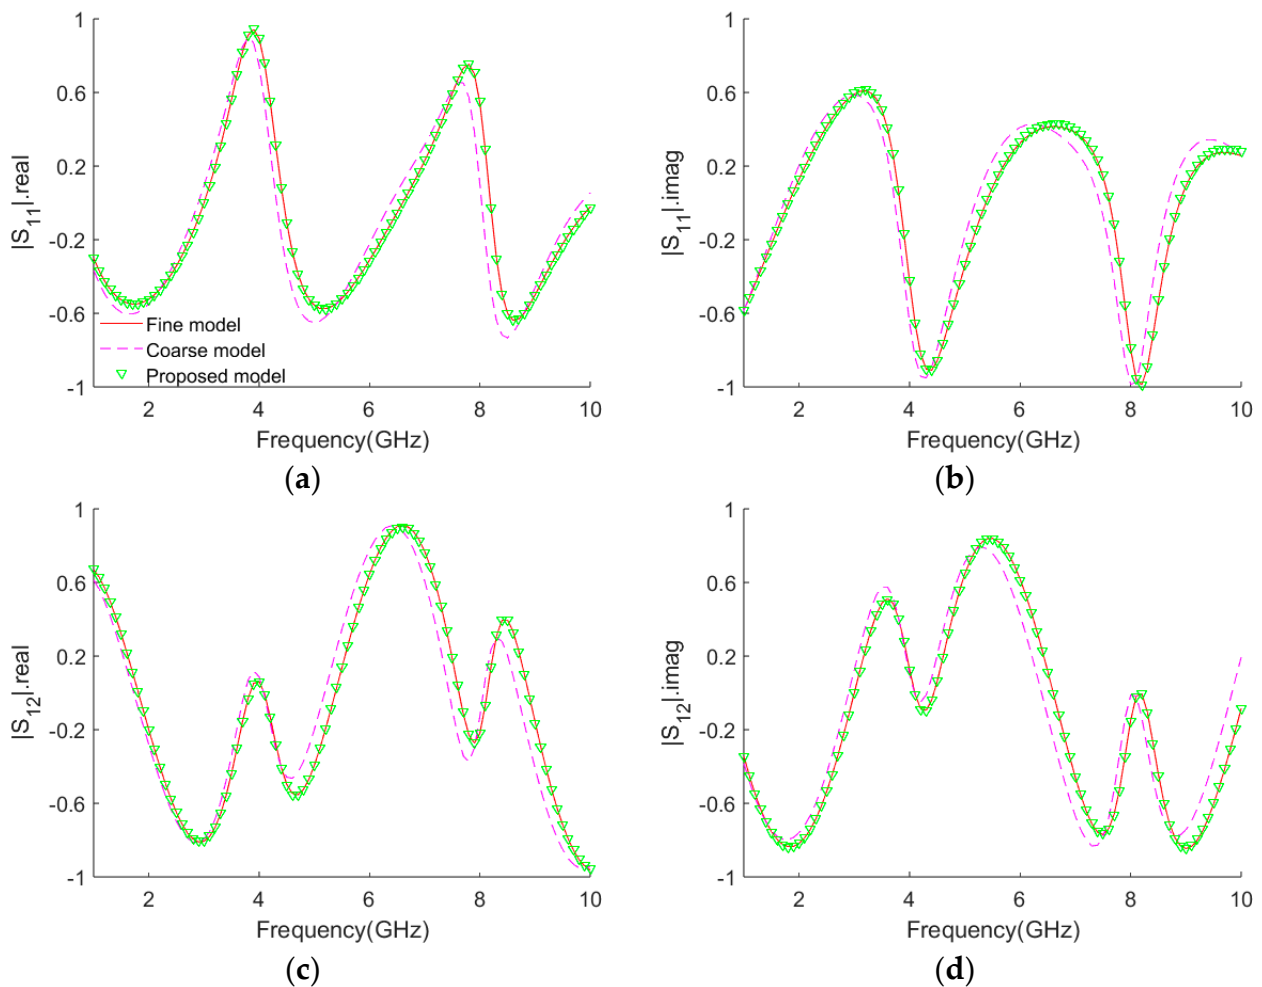 1
0.6
0.2
-0.2
-0.6
-1
|S11|.real
Fine model
Coarse model
Proposed model
2 4 6 8 10
Frequency(GHz)
(a)
1
0.6
0.2
-0.2
-0.6
-1
|S11|.imag
2 4 6 8 10
Frequency(GHz)
(b)
1
0.6
0.2
-0.2
-0.6
-1
|S12|.real
2 4 6 8 10
Frequency(GHz)
(c)
1
0.6
0.2
-0.2
-0.6
-1
|S12|.imag
2 4 6 8 10
Frequency(GHz)
(d)